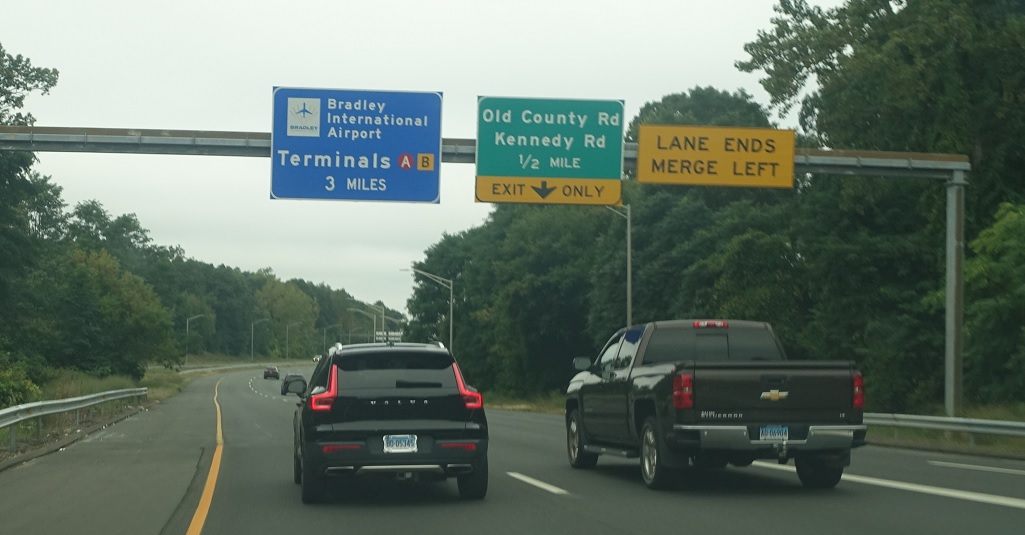 BRADLEY
Bradley
International
Airport
Terminals A B
3 MILES
Old County Rd
Kennedy Rd
1/2 MILE
EXIT ONLY
LANE ENDS
MERGE LEFT
VOLVO
SILVERADO